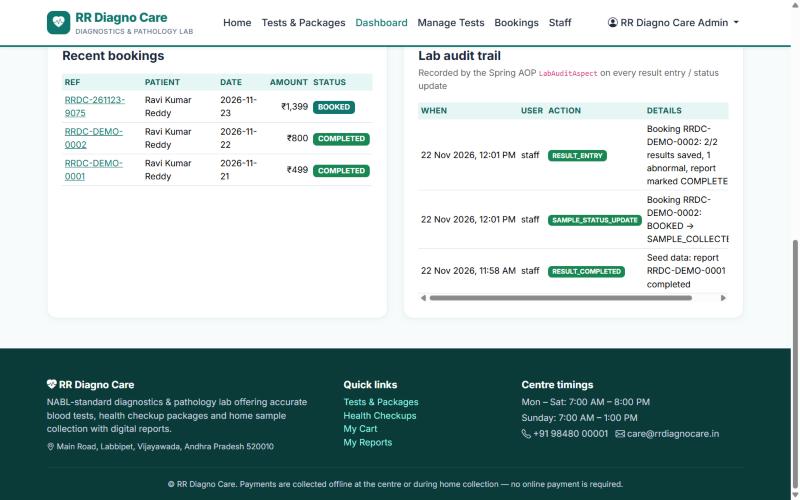 RR Diagno Care
DIAGNOSTICS & PATHOLOGY LAB
Home Tests & Packages Dashboard Manage Tests Bookings Staff RR Diagno Care Admin
Recent bookings
REF PATIENT DATE AMOUNT STATUS
RRDC-261123-9075 Ravi Kumar Reddy 2026-11-23 ₹1,399 BOOKED
RRDC-DEMO-0002 Ravi Kumar Reddy 2026-11-22 ₹800 COMPLETED
RRDC-DEMO-0001 Ravi Kumar Reddy 2026-11-21 ₹499 COMPLETED
Lab audit trail
Recorded by the Spring AOP LabAuditAspect on every result entry / status
update
WHEN USER ACTION DETAILS
22 Nov 2026, 12:01 PM staff RESULT_ENTRY Booking RRDC-DEMO-0002: 2/2 results saved, 1 abnormal, report marked COMPLETE
22 Nov 2026, 12:01 PM staff SAMPLE_STATUS_UPDATE Booking RRDC-DEMO-0002: BOOKED → SAMPLE_COLLECTE
22 Nov 2026, 11:58 AM staff RESULT_COMPLETED Seed data: report RRDC-DEMO-0001 completed
RR Diagno Care
NABL-standard diagnostics & pathology lab offering accurate
blood tests, health checkup packages and home sample
collection with digital reports.
Main Road, Labbipet, Vijayawada, Andhra Pradesh 520010
Quick links
Tests & Packages
Health Checkups
My Cart
My Reports
Centre timings
Mon – Sat: 7:00 AM – 8:00 PM
Sunday: 7:00 AM – 1:00 PM
+91 98480 00001 care@rrdiagnocare.in
© RR Diagno Care. Payments are collected offline at the centre or during home collection — no online payment is required.